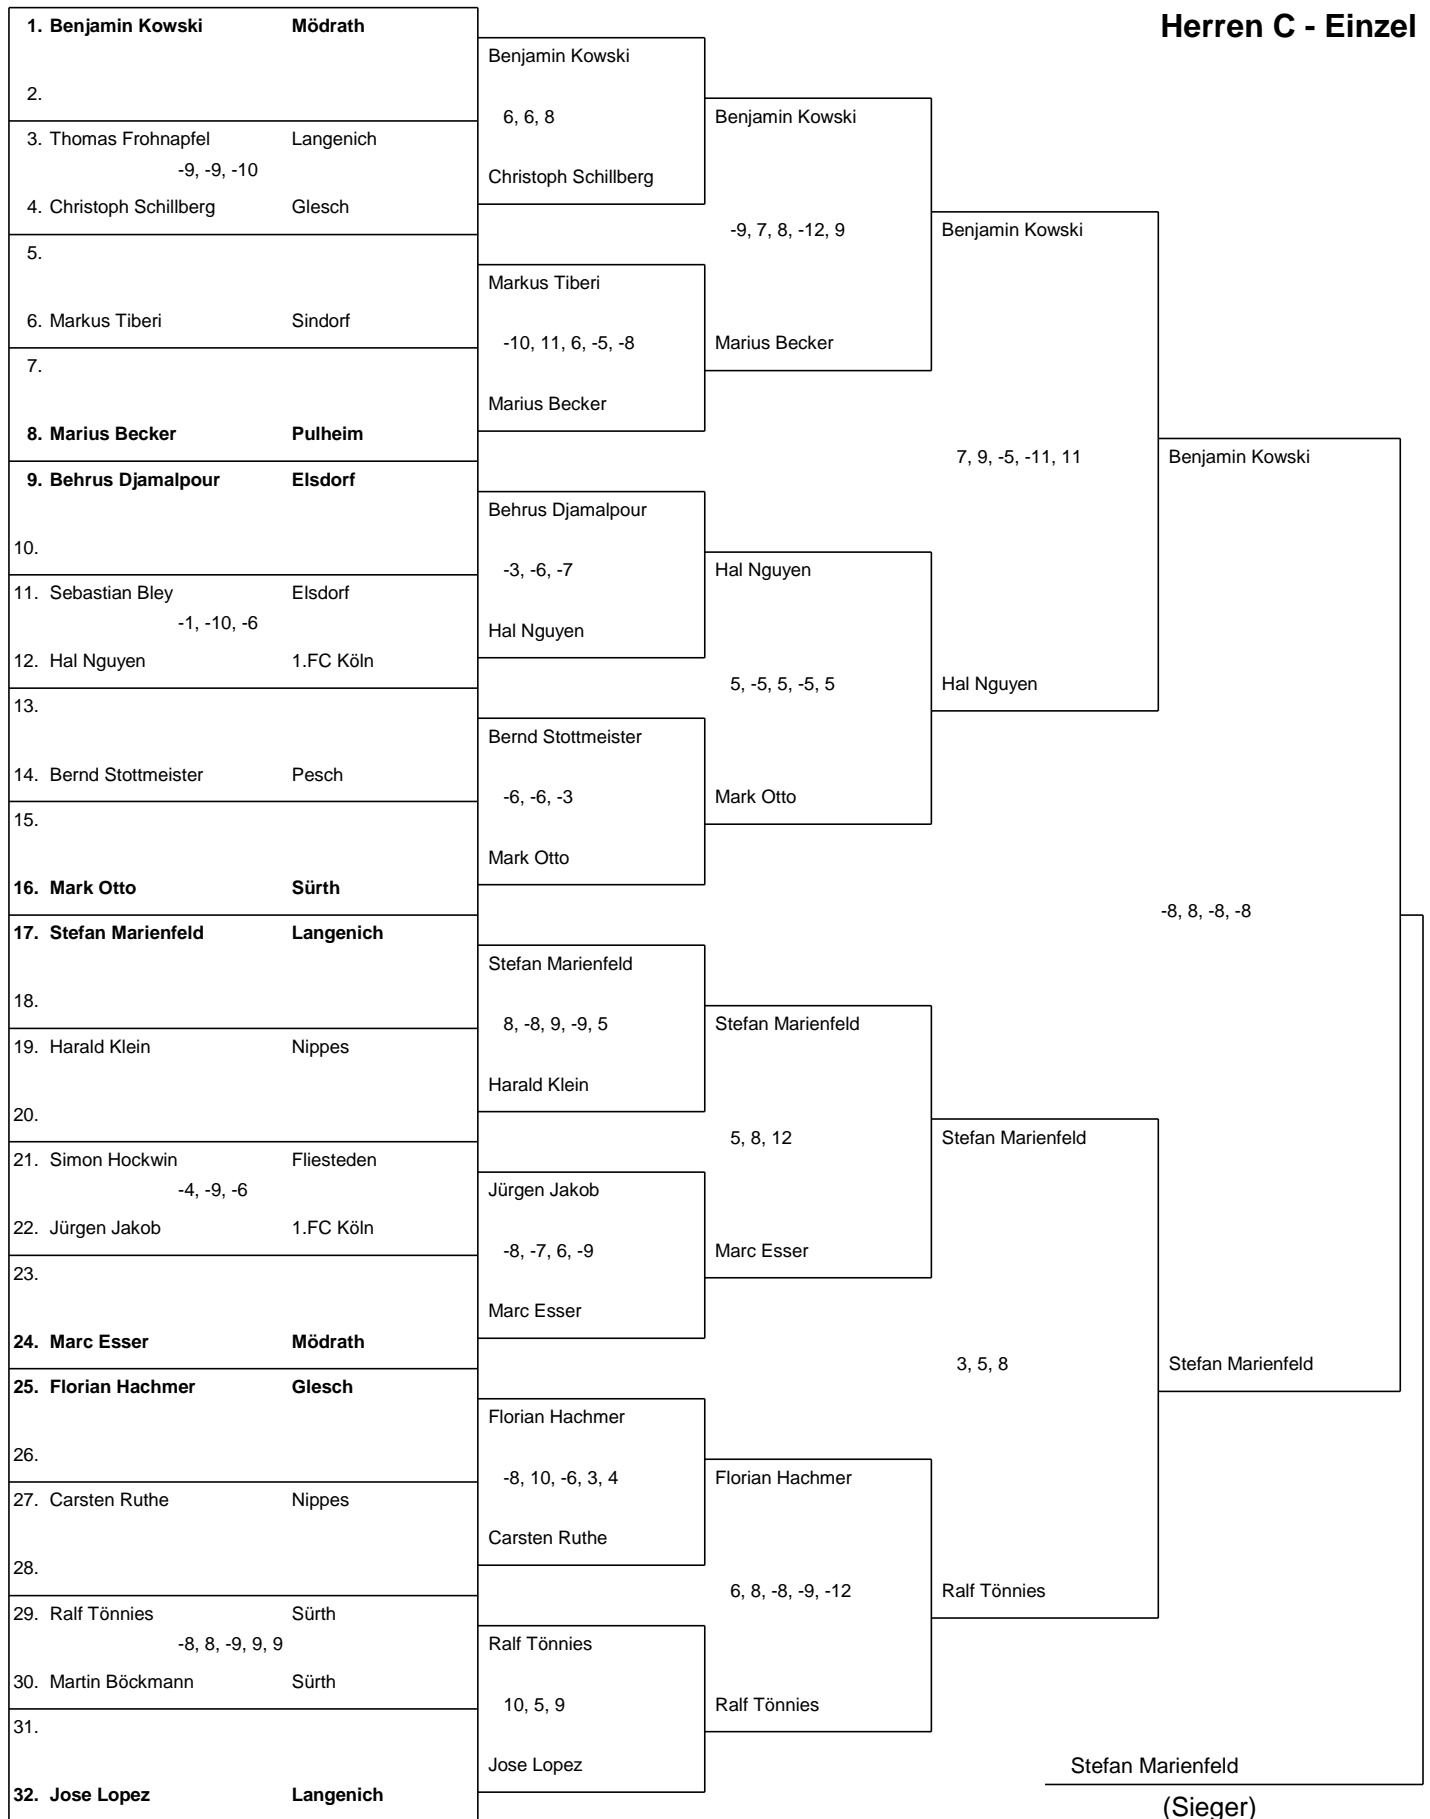 Herren C - Einzel
1. Benjamin Kowski Mödrath
2.
3. Thomas Frohnapfel Langenich
-9, -9, -10
4. Christoph Schillberg Glesch
5.
6. Markus Tiberi Sindorf
7.
8. Marius Becker Pulheim
9. Behrus Djamalpour Elsdorf
10.
11. Sebastian Bley Elsdorf
-1, -10, -6
12. Hal Nguyen 1.FC Köln
13.
14. Bernd Stottmeister Pesch
15.
16. Mark Otto Sürth
17. Stefan Marienfeld Langenich
18.
19. Harald Klein Nippes
20.
21. Simon Hockwin Fliesteden
-4, -9, -6
22. Jürgen Jakob 1.FC Köln
23.
24. Marc Esser Mödrath
25. Florian Hachmer Glesch
26.
27. Carsten Ruthe Nippes
28.
29. Ralf Tönnies Sürth
-8, 8, -9, 9, 9
30. Martin Böckmann Sürth
31.
32. Jose Lopez Langenich
Benjamin Kowski
6, 6, 8
Christoph Schillberg
Markus Tiberi
-10, 11, 6, -5, -8
Marius Becker
Behrus Djamalpour
-3, -6, -7
Hal Nguyen
Bernd Stottmeister
-6, -6, -3
Mark Otto
Stefan Marienfeld
8, -8, 9, -9, 5
Harald Klein
Jürgen Jakob
-8, -7, 6, -9
Marc Esser
Florian Hachmer
-8, 10, -6, 3, 4
Carsten Ruthe
Ralf Tönnies
10, 5, 9
Jose Lopez
Benjamin Kowski
-9, 7, 8, -12, 9
Marius Becker
Hal Nguyen
5, -5, 5, -5, 5
Mark Otto
Stefan Marienfeld
5, 8, 12
Marc Esser
Florian Hachmer
6, 8, -8, -9, -12
Ralf Tönnies
Benjamin Kowski
7, 9, -5, -11, 11
Hal Nguyen
Stefan Marienfeld
3, 5, 8
Ralf Tönnies
Benjamin Kowski
-8, 8, -8, -8
Stefan Marienfeld
Stefan Marienfeld
(Sieger)